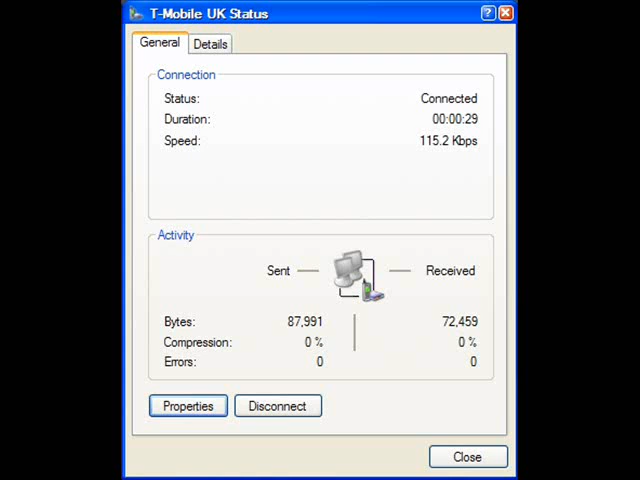 T-Mobile UK Status
General Details
Connection
Status: Connected
Duration: 00:00:29
Speed: 115.2 Kbps
Activity
Sent Received
Bytes: 87,991 72,459
Compression: 0 % 0 %
Errors: 0 0
Properties Disconnect
Close